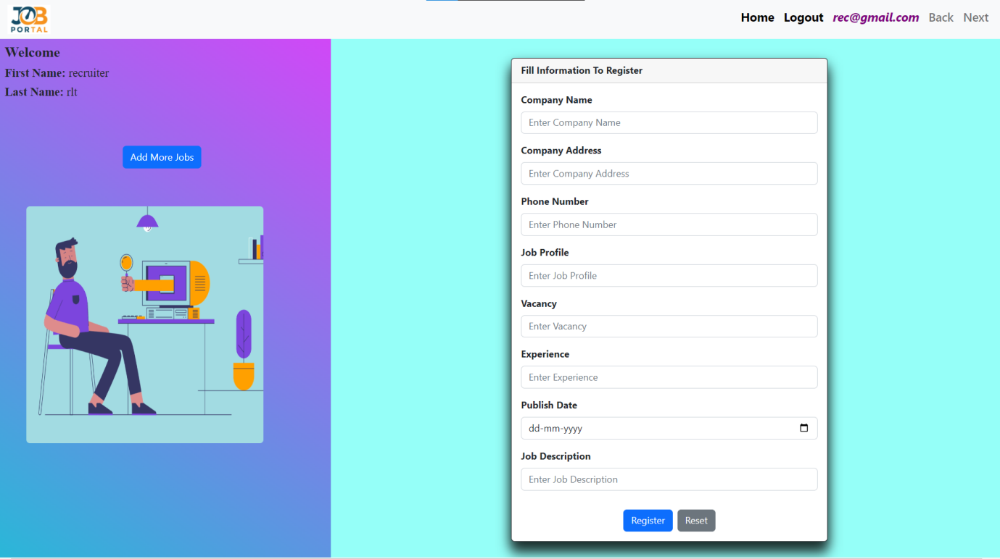 JOB
PORTAL
Home Logout rec@gmail.com Back Next
Welcome
First Name: recruiter
Last Name: rlt
Add More Jobs
Fill Information To Register
Company Name
Enter Company Name
Company Address
Enter Company Address
Phone Number
Enter Phone Number
Job Profile
Enter Job Profile
Vacancy
Enter Vacancy
Experience
Enter Experience
Publish Date
dd-mm-yyyy
Job Description
Enter Job Description
Register Reset